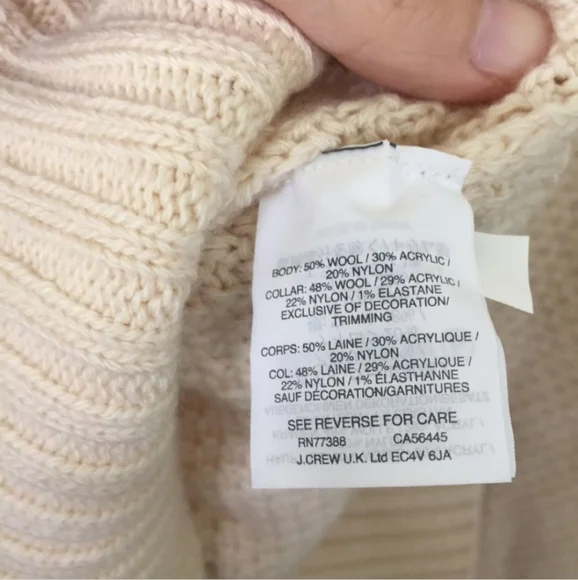 BODY: 50% WOOL / 30% ACRYLIC /
20% NYLON
COLLAR: 48% WOOL / 29% ACRYLIC /
22% NYLON / 1% ELASTANE
EXCLUSIVE OF DECORATION/
TRIMMING
CORPS: 50% LAINE / 30% ACRYLIQUE /
20% NYLON
COL: 48% LAINE / 29% ACRYLIQUE /
22% NYLON / 1% ÉLASTHANNE
SAUF DÉCORATION/GARNITURES
SEE REVERSE FOR CARE
RN77388 CA56445
J.CREW U.K. Ltd EC4V 6JA